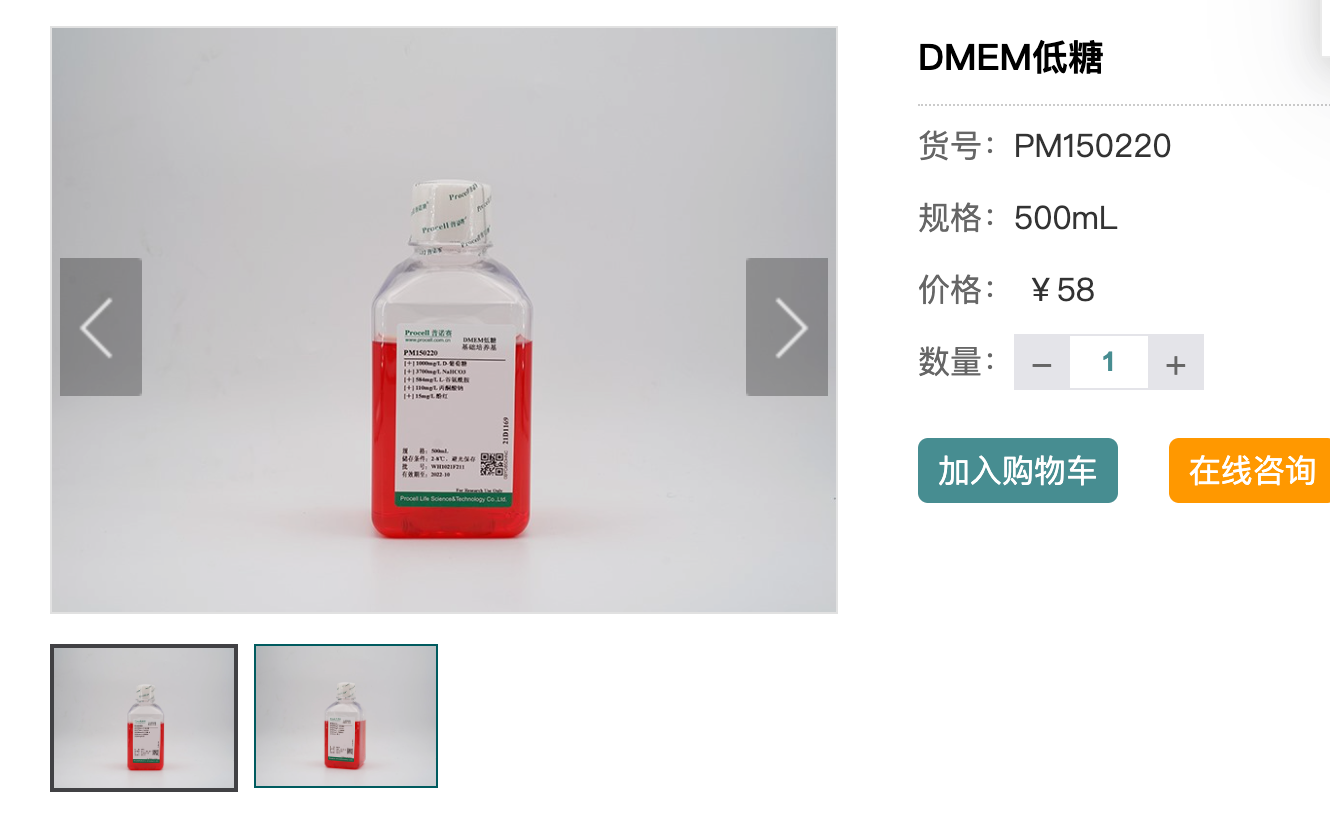 DMEM低糖
货号：PM150220
规格：500mL
价格：￥58
数量： − 1 +
加入购物车 在线咨询
Procell 普诺赛
www.procell.com.cn
DMEM低糖
基础培养基
PM150220
[+] 1000mg/L D-葡萄糖
[+] 3700mg/L NaHCO3
[+] 584mg/L L-谷氨酰胺
[+] 110mg/L 丙酮酸钠
[+] 15mg/L 酚红
21D1169
规 格：500mL
储存条件：2-8℃，避光保存
批 号：WH1021F211
有效期至：2022-10
For Research Use Only
Procell Life Science&Technology Co.,Ltd.